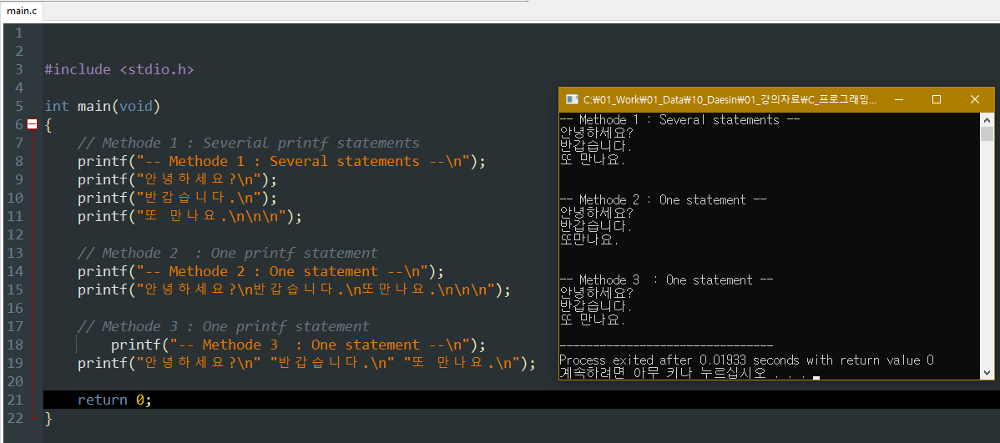 main.c
1
2
3 #include <stdio.h>
4
5 int main(void)
6 {
7 // Methode 1 : Severial printf statements
8 printf("-- Methode 1 : Several statements --\n");
9 printf("안녕하세요?\n");
10 printf("반갑습니다.\n");
11 printf("또 만나요.\n\n\n");
12
13 // Methode 2  : One printf statement
14 printf("-- Methode 2 : One statement --\n");
15 printf("안녕하세요?\n반갑습니다.\n또만나요.\n\n\n");
16
17 // Methode 3 : One printf statement
18 printf("-- Methode 3  : One statement --\n");
19 printf("안녕하세요?\n" "반갑습니다.\n" "또 만나요.\n");
20
21 return 0;
22 }
C:₩01_Work₩01_Data₩10_Daesin₩01_강의자료₩C_프로그래밍...
-- Methode 1 : Several statements --
안녕하세요?
반갑습니다.
또 만나요.
-- Methode 2 : One statement --
안녕하세요?
반갑습니다.
또만나요.
-- Methode 3  : One statement --
안녕하세요?
반갑습니다.
또 만나요.
--------------------------------
Process exited after 0.01933 seconds with return value 0
계속하려면 아무 키나 누르십시오 . . .